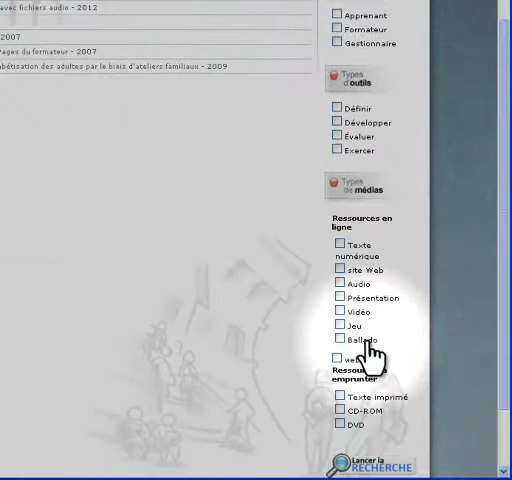 avec fichiers audio - 2012
2007
Pages du formateur - 2007
abétisation des adultes par le biais d'ateliers familiaux - 2009
Apprenant
Formateur
Gestionnaire
Types
d'outils
Définir
Développer
Évaluer
Exercer
Types
de médias
Ressources en
ligne
Texte
numérique
site Web
Audio
Présentation
Vidéo
Jeu
Ballado
emprunter
Texte imprimé
CD-ROM
DVD
Lancer la
RECHERCHE